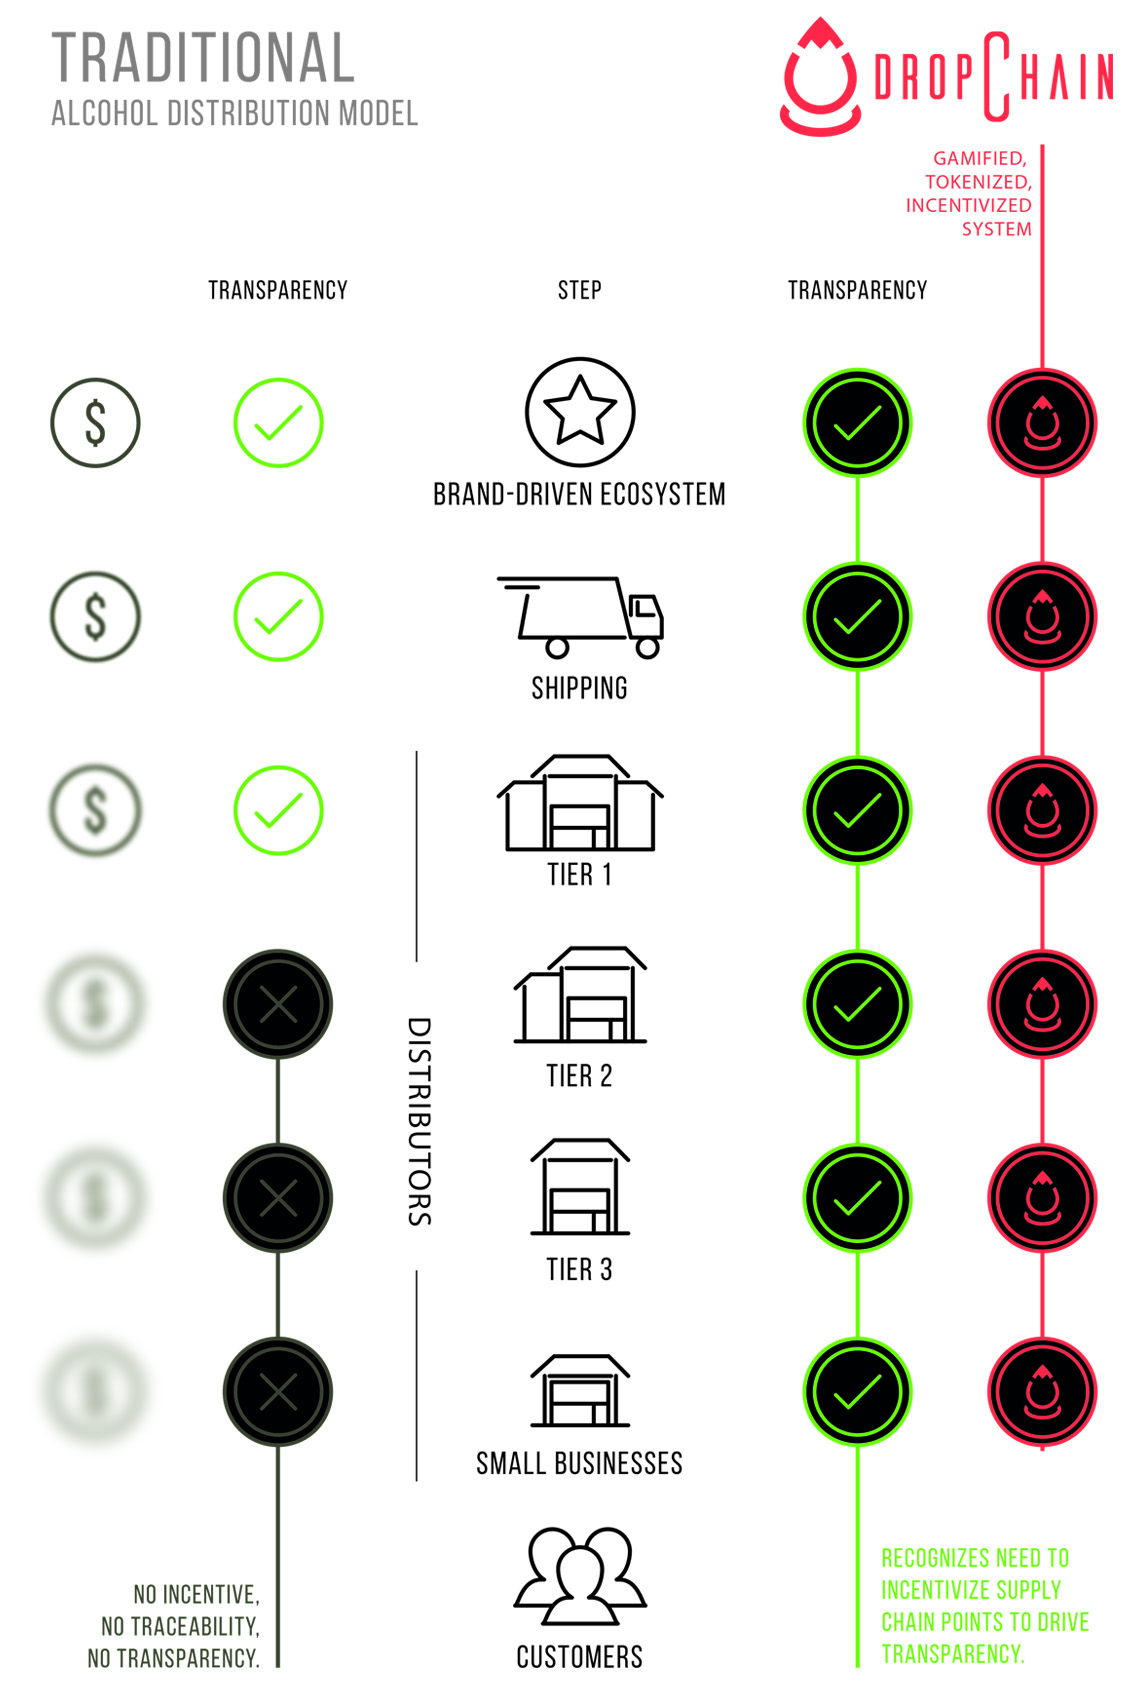 TRADITIONAL
ALCOHOL DISTRIBUTION MODEL
DROPCHAIN
GAMIFIED,
TOKENIZED,
INCENTIVIZED
SYSTEM
TRANSPARENCY
STEP
TRANSPARENCY
$
BRAND-DRIVEN ECOSYSTEM
$
SHIPPING
$
TIER 1
$
TIER 2
DISTRIBUTORS
$
TIER 3
$
SMALL BUSINESSES
NO INCENTIVE,
NO TRACEABILITY,
NO TRANSPARENCY.
CUSTOMERS
RECOGNIZES NEED TO
INCENTIVIZE SUPPLY
CHAIN POINTS TO DRIVE
TRANSPARENCY.